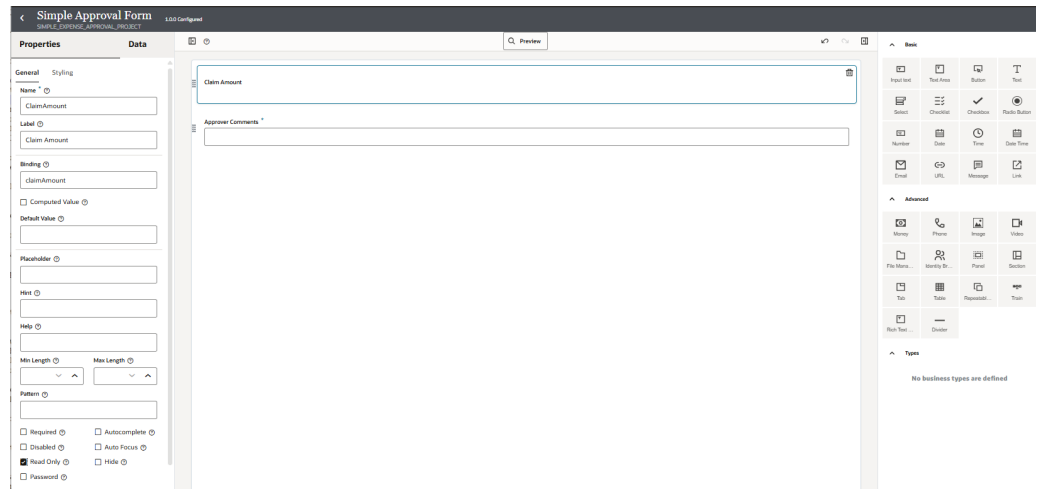 Simple Approval Form
1.0.0 Configured
SIMPLE_EXPENSE_APPROVAL_PROJECT
Properties
Data
General
Styling
Name *
ClaimAmount
Label
Claim Amount
Binding
claimAmount
Computed Value
Default Value
Placeholder
Hint
Help
Min Length
Max Length
Pattern
Required
Autocomplete
Disabled
Auto Focus
Read Only
Hide
Password
Preview
Claim Amount
Approver Comments *
Basic
Input text
Text Area
Button
Text
Select
Checklist
Checkbox
Radio Button
Number
Date
Time
Date Time
Email
URL
Message
Link
Advanced
Money
Phone
Image
Video
File Mana...
Identity Br...
Panel
Section
Tab
Table
Repeatabl...
Train
Rich Text ...
Divider
Types
No business types are defined